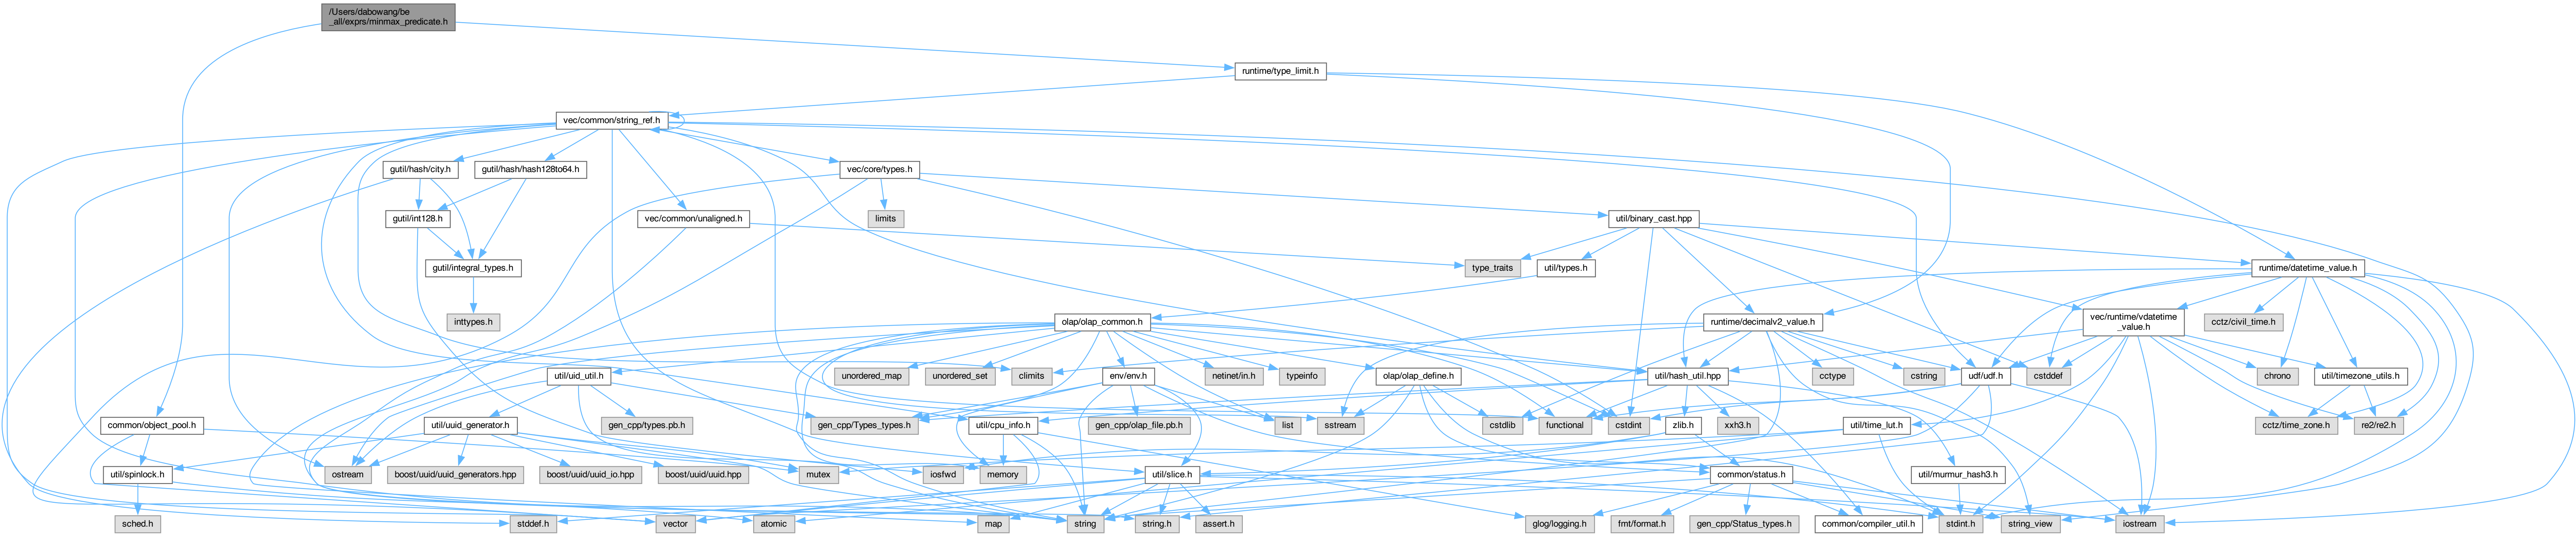 /Users/dabowang/be
_all/exprs/minmax_predicate.h
runtime/type_limit.h
vec/common/string_ref.h
gutil/hash/city.h
gutil/hash/hash128to64.h
vec/core/types.h
gutil/int128.h
vec/common/unaligned.h
limits
util/binary_cast.hpp
gutil/integral_types.h
type_traits
util/types.h
runtime/datetime_value.h
inttypes.h
olap/olap_common.h
runtime/decimalv2_value.h
vec/runtime/vdatetime
_value.h
cctz/civil_time.h
util/uid_util.h
unordered_map
unordered_set
climits
env/env.h
netinet/in.h
typeinfo
olap/olap_define.h
util/hash_util.hpp
cctype
cstring
udf/udf.h
cstddef
chrono
util/timezone_utils.h
common/object_pool.h
util/uuid_generator.h
gen_cpp/types.pb.h
gen_cpp/Types_types.h
util/cpu_info.h
gen_cpp/olap_file.pb.h
list
sstream
cstdlib
functional
cstdint
zlib.h
xxh3.h
util/time_lut.h
cctz/time_zone.h
re2/re2.h
util/spinlock.h
ostream
boost/uuid/uuid_generators.hpp
boost/uuid/uuid_io.hpp
boost/uuid/uuid.hpp
mutex
iosfwd
memory
util/slice.h
common/status.h
util/murmur_hash3.h
sched.h
stddef.h
vector
atomic
map
string
string.h
assert.h
glog/logging.h
fmt/format.h
gen_cpp/Status_types.h
common/compiler_util.h
stdint.h
string_view
iostream